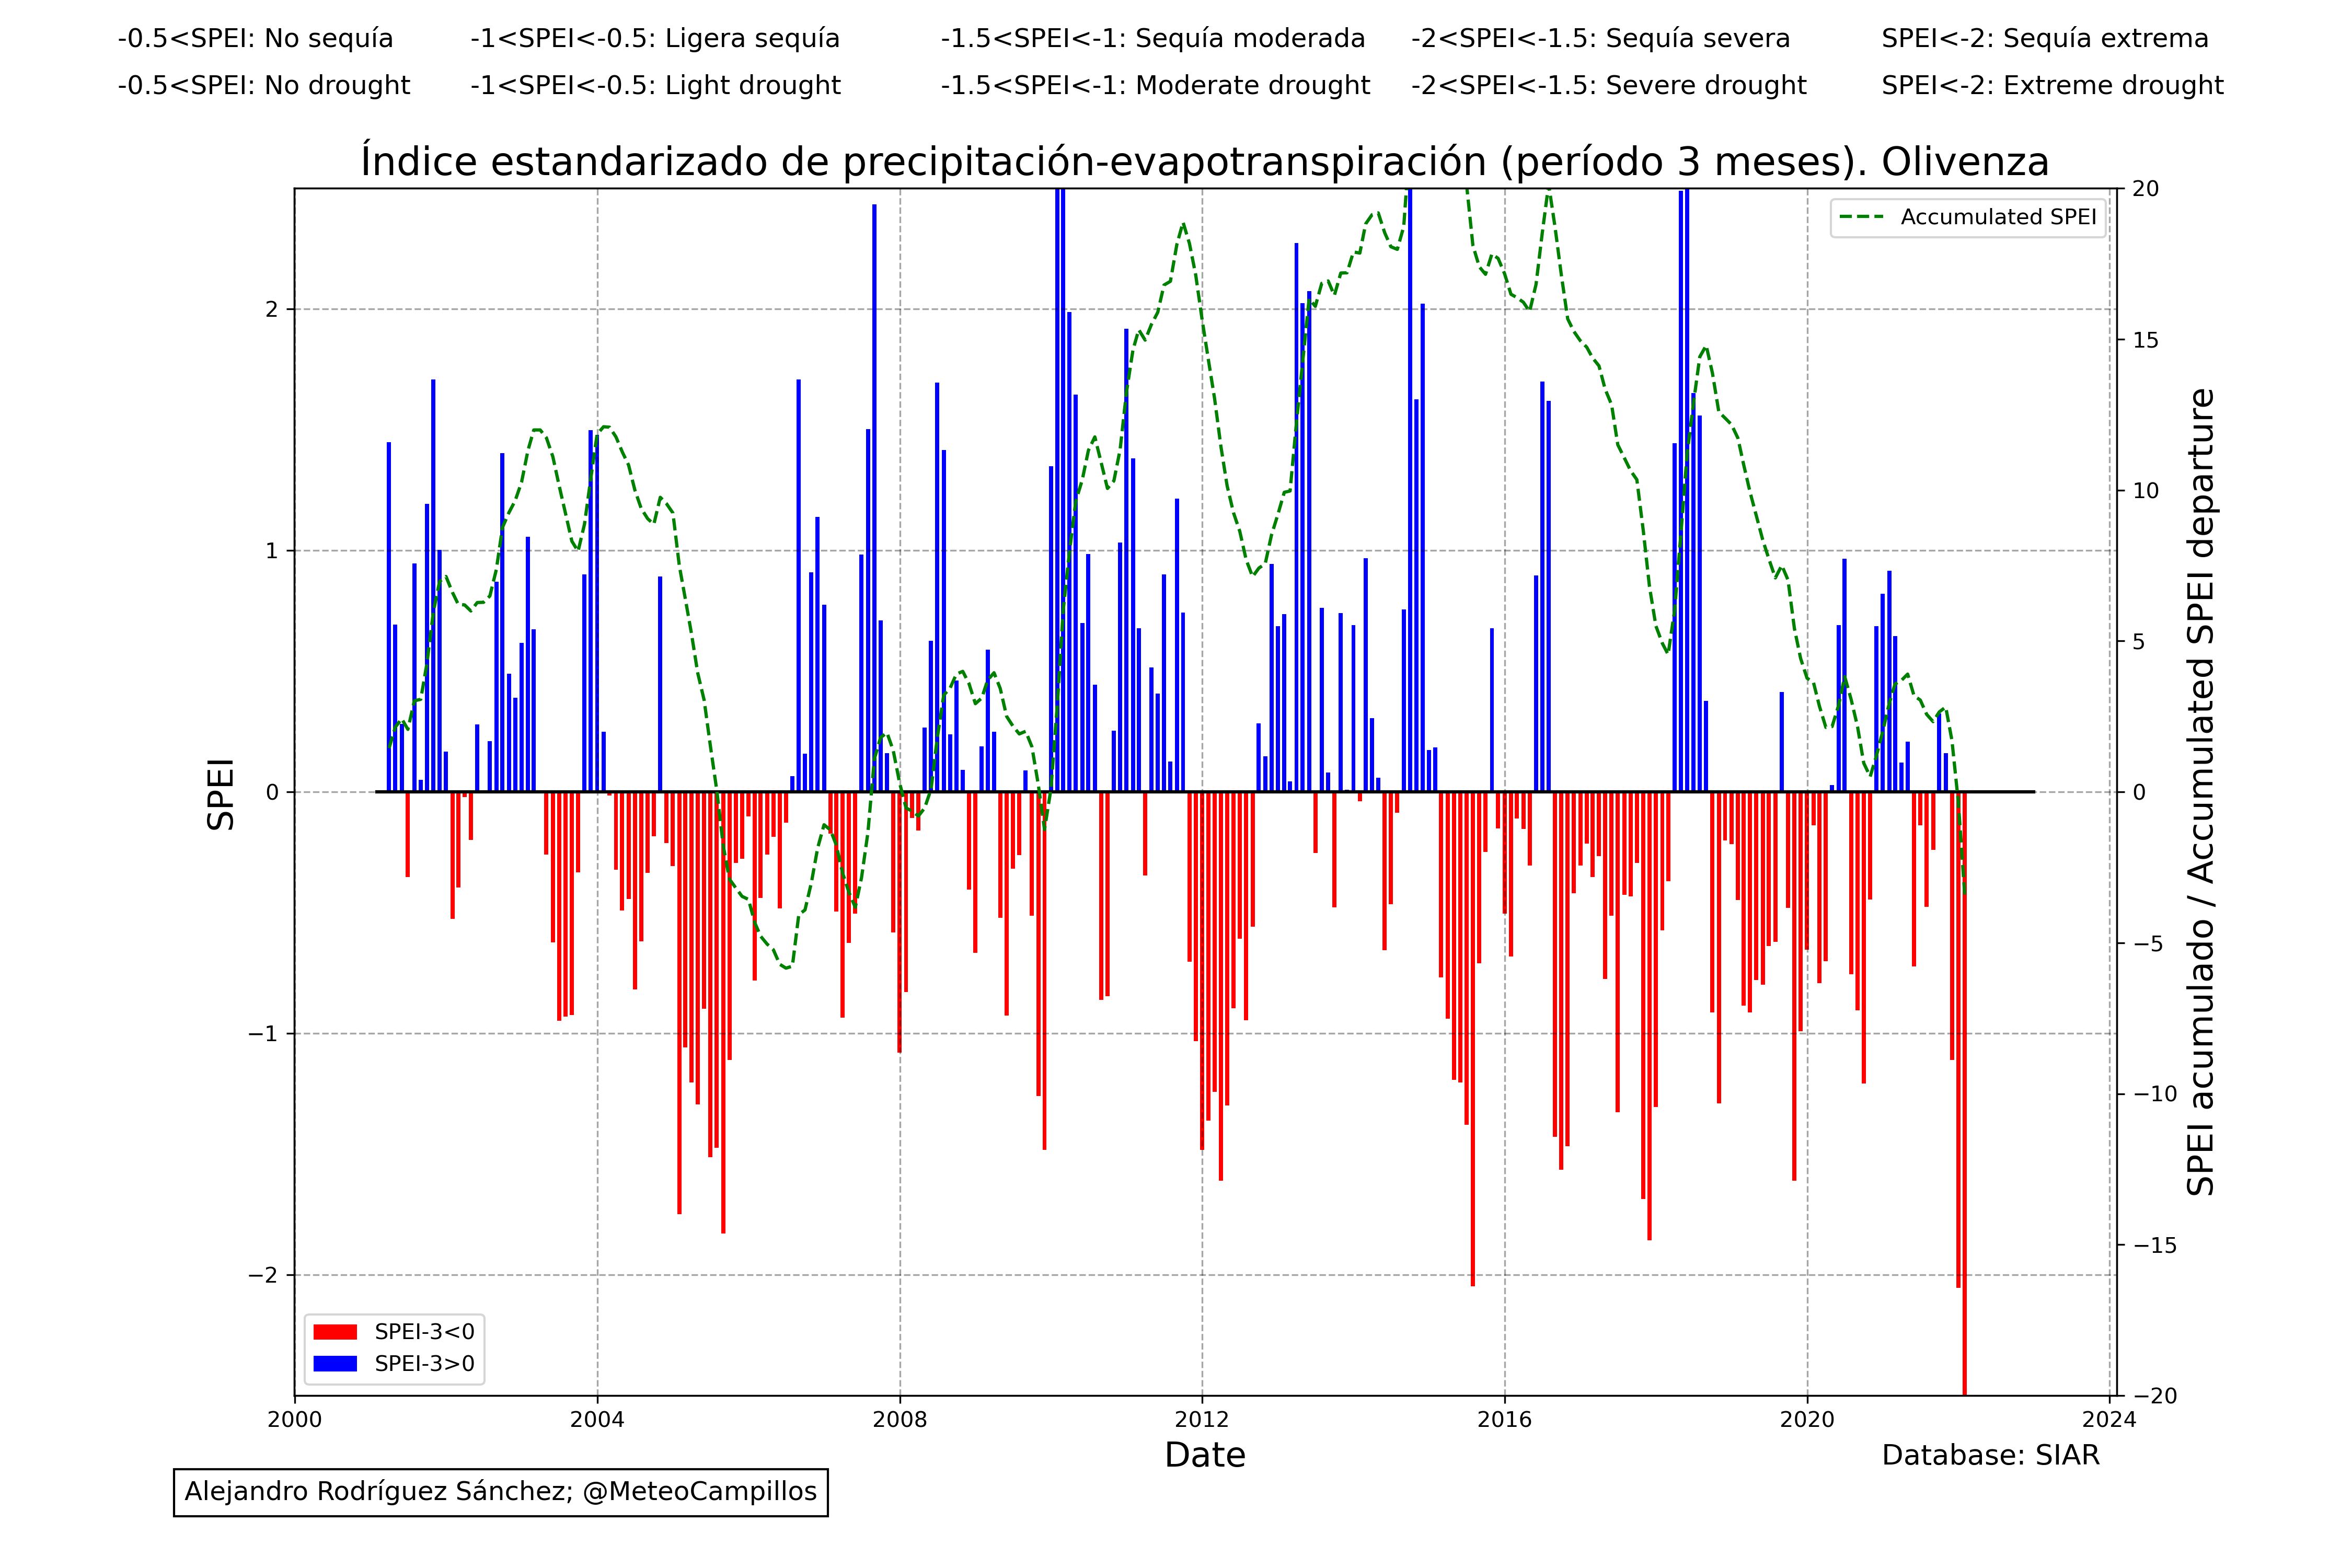 -0.5<SPEI: No sequía -1<SPEI<-0.5: Ligera sequía -1.5<SPEI<-1: Sequía moderada -2<SPEI<-1.5: Sequía severa SPEI<-2: Sequía extrema
-0.5<SPEI: No drought -1<SPEI<-0.5: Light drought -1.5<SPEI<-1: Moderate drought -2<SPEI<-1.5: Severe drought SPEI<-2: Extreme drought
Índice estandarizado de precipitación-evapotranspiración (período 3 meses). Olivenza
Accumulated SPEI
2
1
0
−1
−2
SPEI
20
15
10
5
0
−5
−10
−15
−20
SPEI acumulado / Accumulated SPEI departure
SPEI-3<0
SPEI-3>0
2000 2004 2008 2012 2016 2020 2024
Date
Database: SIAR
Alejandro Rodríguez Sánchez; @MeteoCampillos